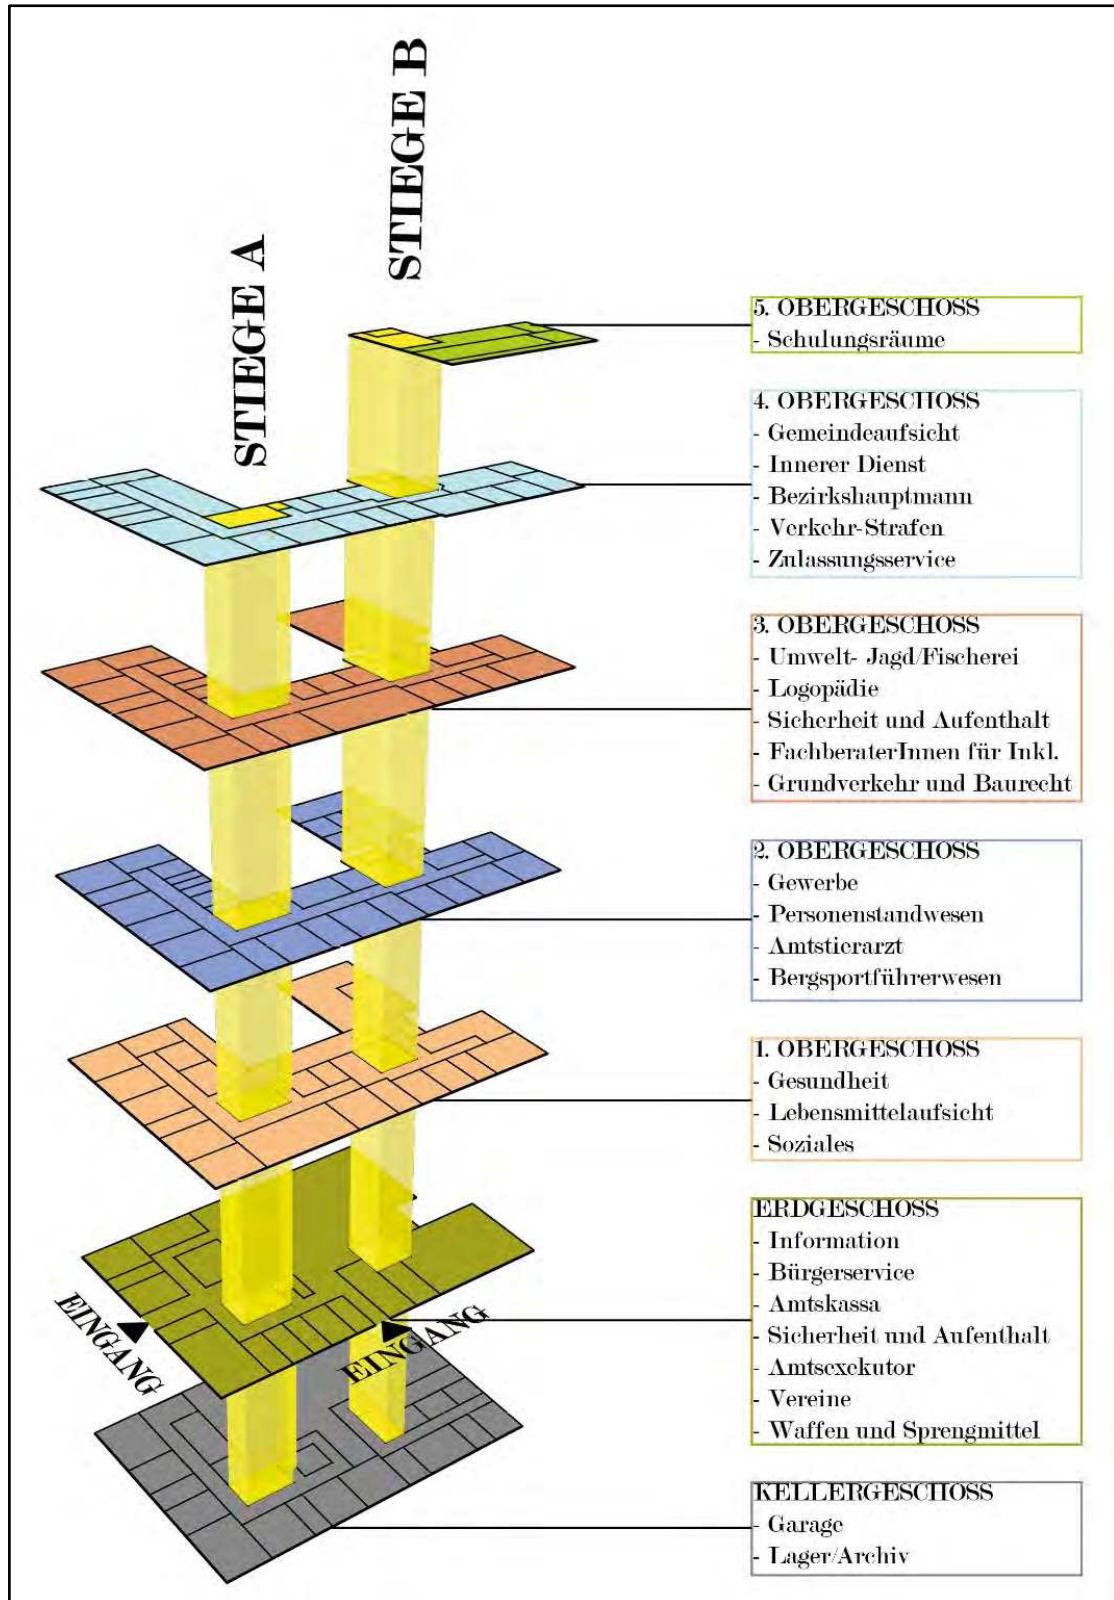 STIEGE A
STIEGE B
5. OBERGESCHOSS
- Schulungsräume
4. OBERGESCHOSS
- Gemeindeaufsicht
- Innerer Dienst
- Bezirkshauptmann
- Verkehr-Strafen
- Zulassungsservice
3. OBERGESCHOSS
- Umwelt- Jagd/Fischerei
- Logopädie
- Sicherheit und Aufenthalt
- FachberaterInnen für Inkl.
- Grundverkehr und Baurecht
2. OBERGESCHOSS
- Gewerbe
- Personenstandwesen
- Amtstierarzt
- Bergsportführerwesen
1. OBERGESCHOSS
- Gesundheit
- Lebensmittelaufsicht
- Soziales
ERDGESCHOSS
- Information
- Bürgerservice
- Amtskassa
- Sicherheit und Aufenthalt
- Amtsexekutor
- Vereine
- Waffen und Sprengmittel
EINGANG
EINGANG
KELLERGESCHOSS
- Garage
- Lager/Archiv